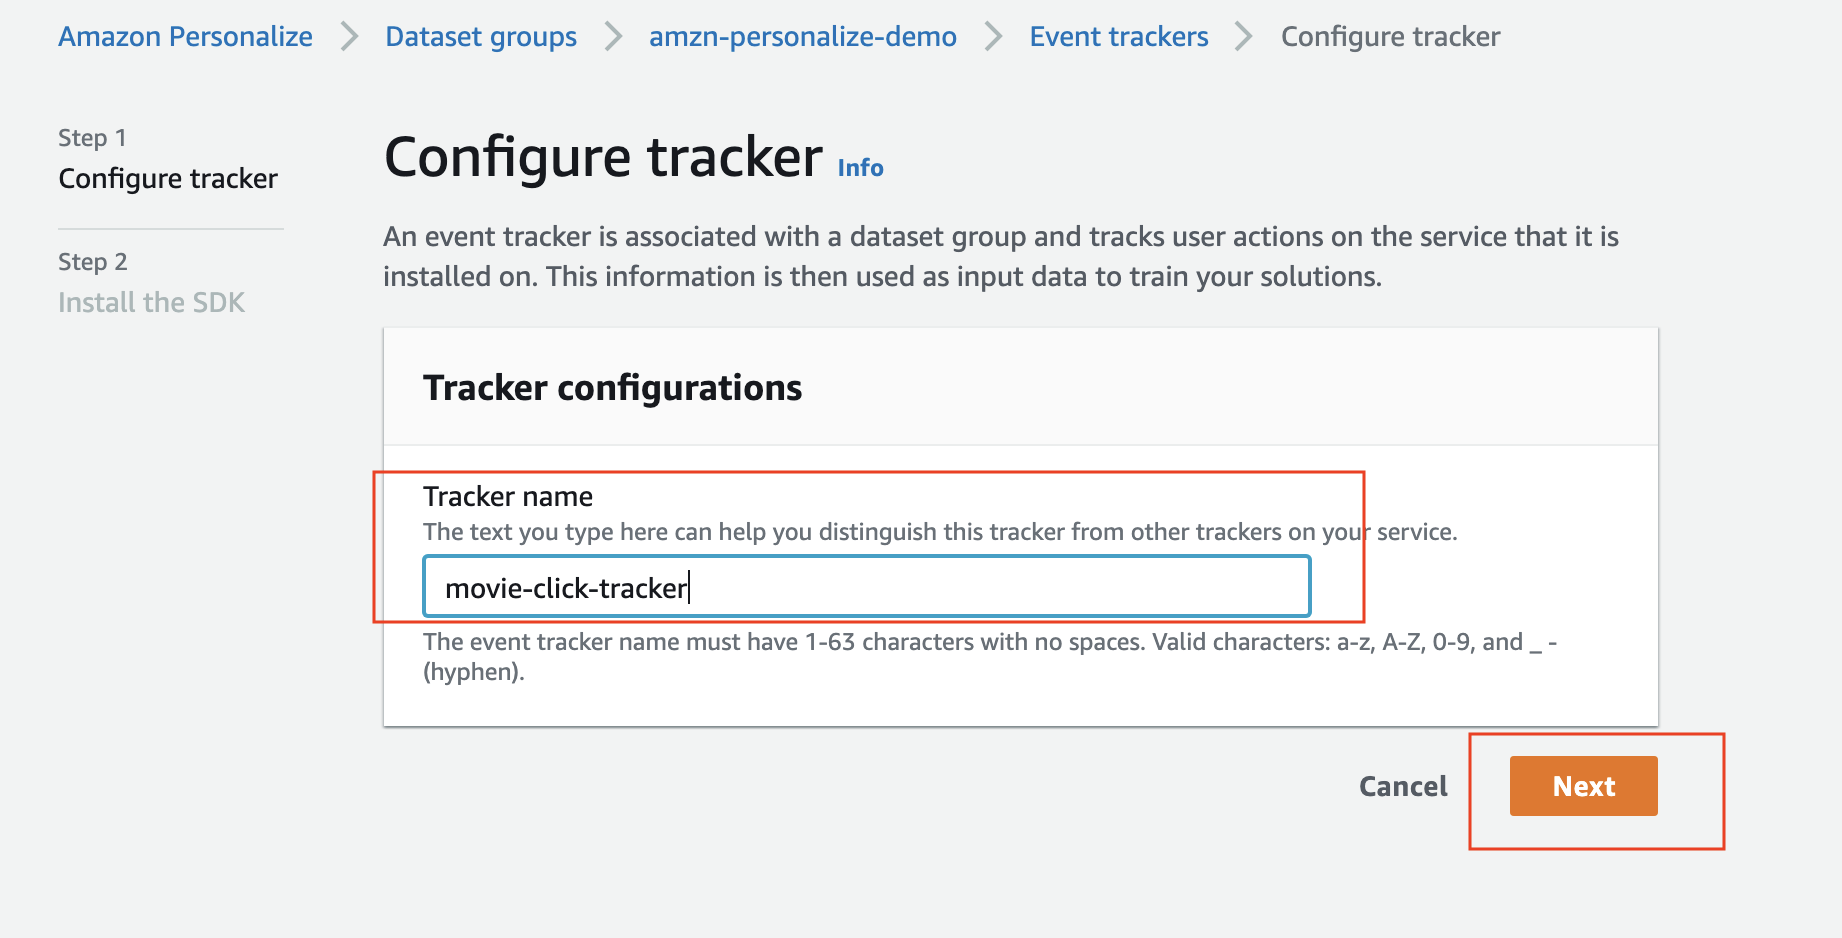 Amazon Personalize > Dataset groups > amzn-personalize-demo > Event trackers > Configure tracker
Step 1
Configure tracker
Step 2
Install the SDK
Configure tracker Info
An event tracker is associated with a dataset group and tracks user actions on the service that it is
installed on. This information is then used as input data to train your solutions.
Tracker configurations
Tracker name
The text you type here can help you distinguish this tracker from other trackers on your service.
movie-click-tracker
The event tracker name must have 1-63 characters with no spaces. Valid characters: a-z, A-Z, 0-9, and _ -
(hyphen).
Cancel Next